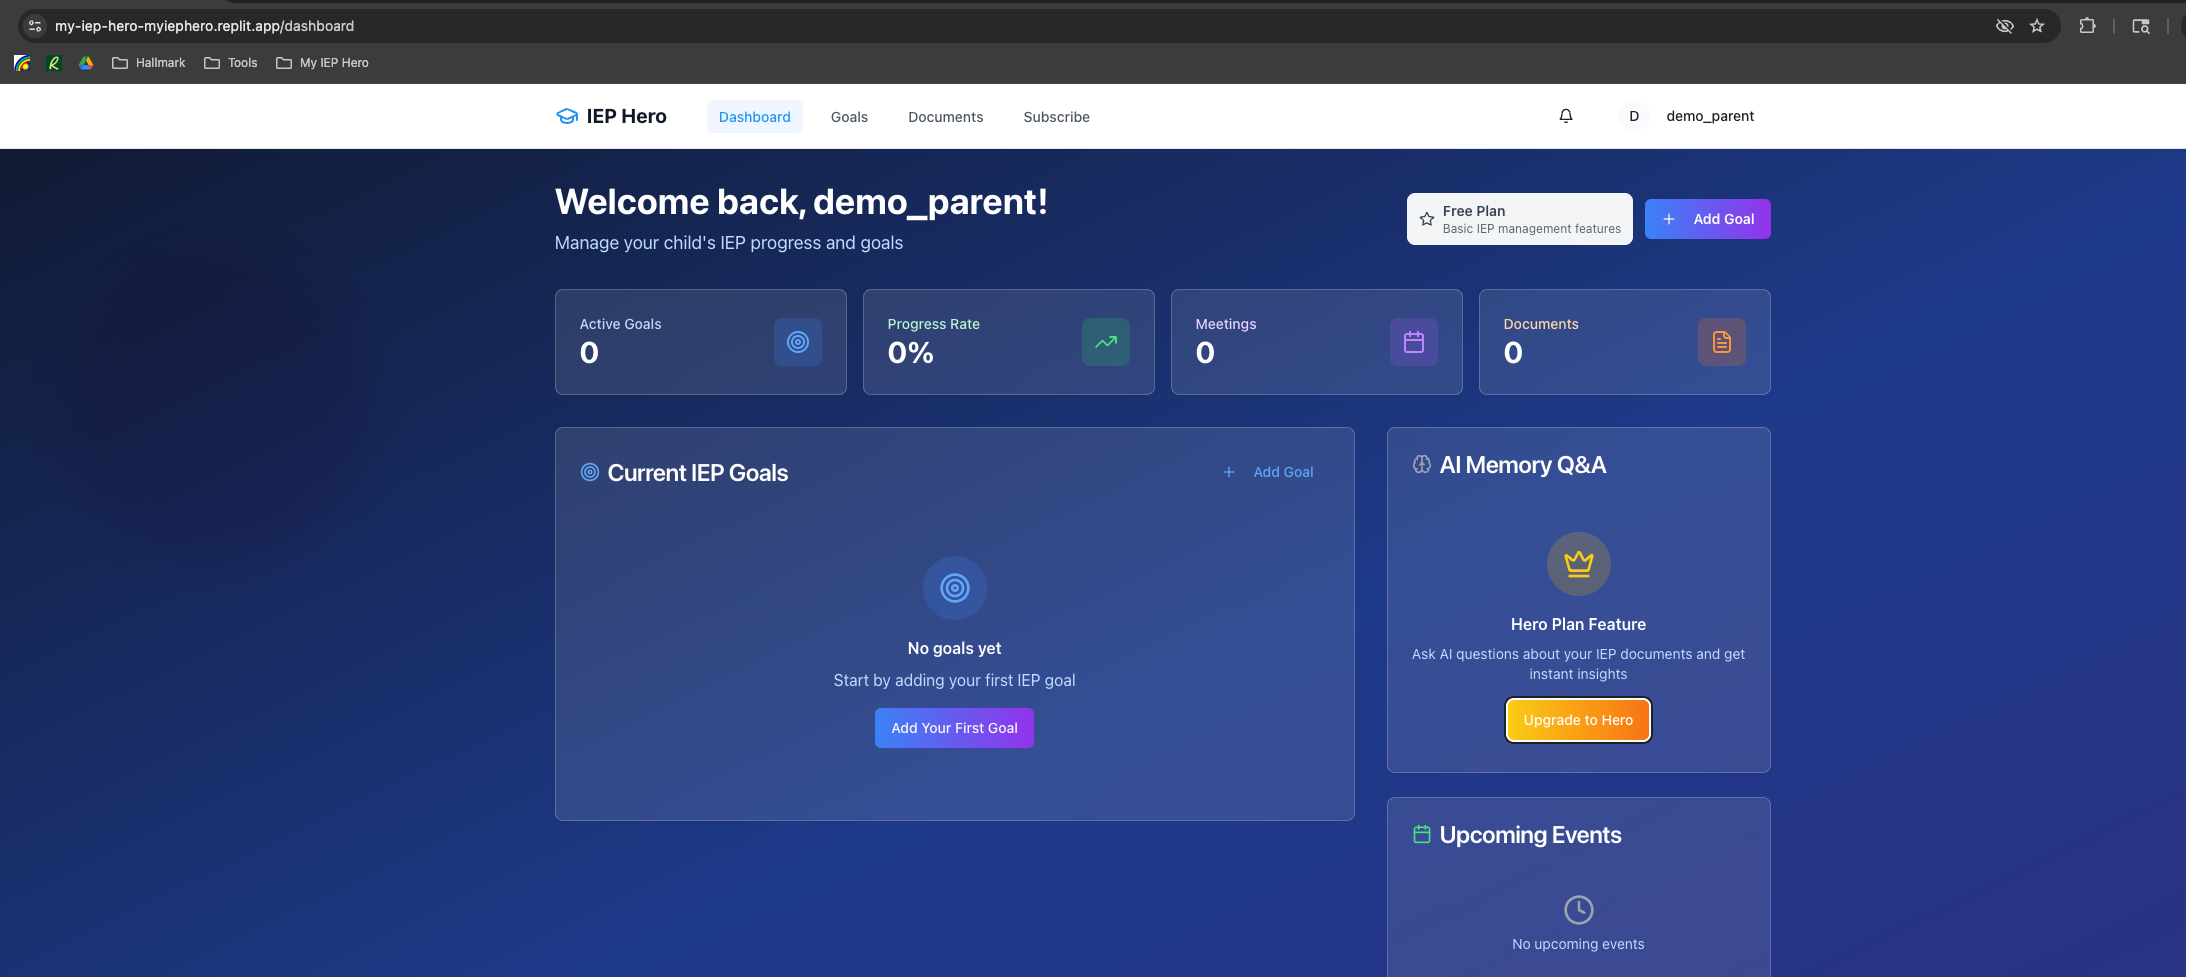 my-iep-hero-myiephero.replit.app/dashboard
Hallmark
Tools
My IEP Hero
IEP Hero
Dashboard
Goals
Documents
Subscribe
D
demo_parent
Welcome back, demo_parent!
Manage your child's IEP progress and goals
Free Plan
Basic IEP management features
Add Goal
Active Goals
0
Progress Rate
0%
Meetings
0
Documents
0
Current IEP Goals
Add Goal
No goals yet
Start by adding your first IEP goal
Add Your First Goal
AI Memory Q&A
Hero Plan Feature
Ask AI questions about your IEP documents and get
instant insights
Upgrade to Hero
Upcoming Events
No upcoming events